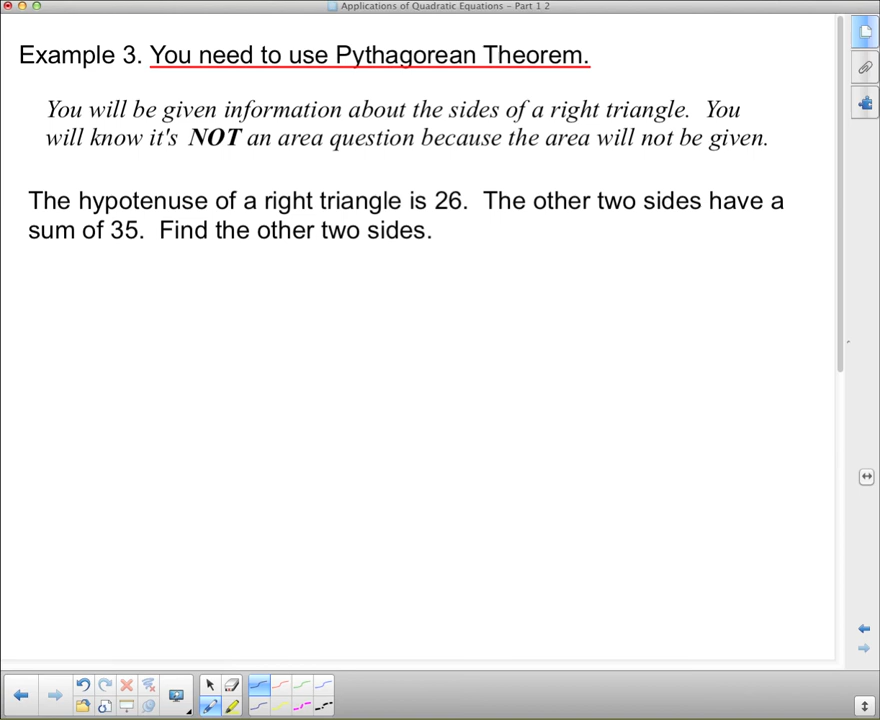 Applications of Quadratic Equations - Part 1 2
Example 3. You need to use Pythagorean Theorem.
You will be given information about the sides of a right triangle. You
will know it's NOT an area question because the area will not be given.
The hypotenuse of a right triangle is 26. The other two sides have a
sum of 35. Find the other two sides.